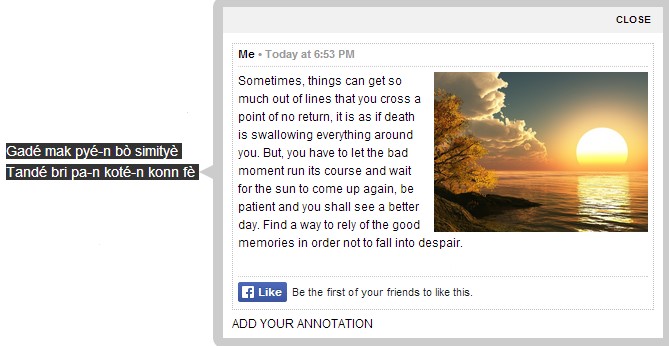 CLOSE
Me • Today at 6:53 PM
Sometimes, things can get so
much out of lines that you cross a
point of no return, it is as if death
is swallowing everything around
you. But, you have to let the bad
moment run its course and wait
for the sun to come up again, be
patient and you shall see a better
day. Find a way to rely of the good
memories in order not to fall into despair.
Gadé mak pyé-n bò simityè
Tandé bri pa-n koté-n konn fè
Like Be the first of your friends to like this.
ADD YOUR ANNOTATION